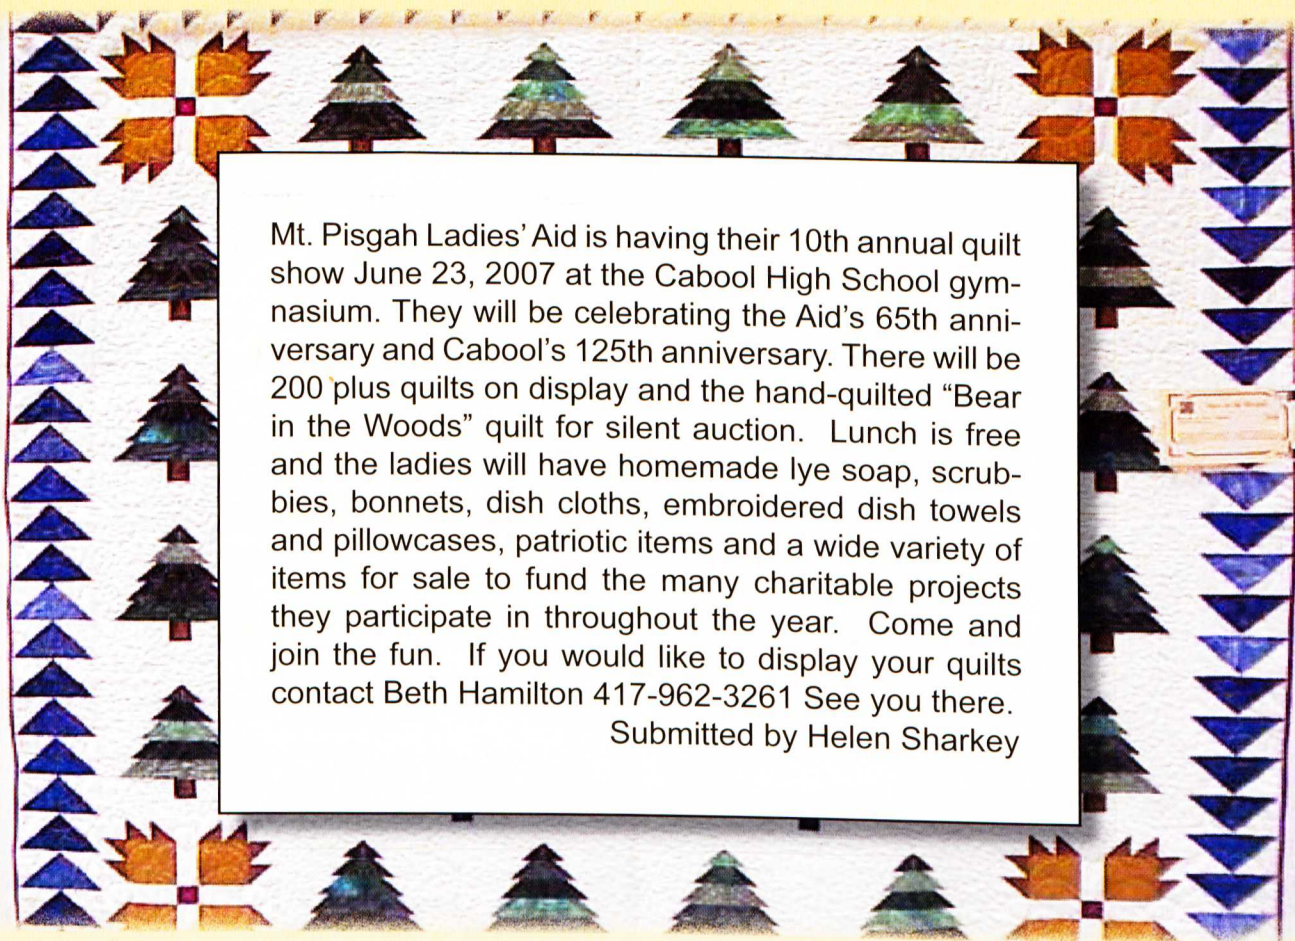 Mt. Pisgah Ladies’ Aid is having their 10th annual quilt
show June 23, 2007 at the Cabool High School gym-
nasium. They will be celebrating the Aid’s 65th anni-
versary and Cabool’s 125th anniversary. There will be
200 plus quilts on display and the hand-quilted “Bear
in the Woods” quilt for silent auction. Lunch is free
and the ladies will have homemade lye soap, scrub-
bies, bonnets, dish cloths, embroidered dish towels
and pillowcases, patriotic items and a wide variety of
items for sale to fund the many charitable projects
they participate in throughout the year. Come and
join the fun. If you would like to display your quilts
contact Beth Hamilton 417-962-3261 See you there.
Submitted by Helen Sharkey